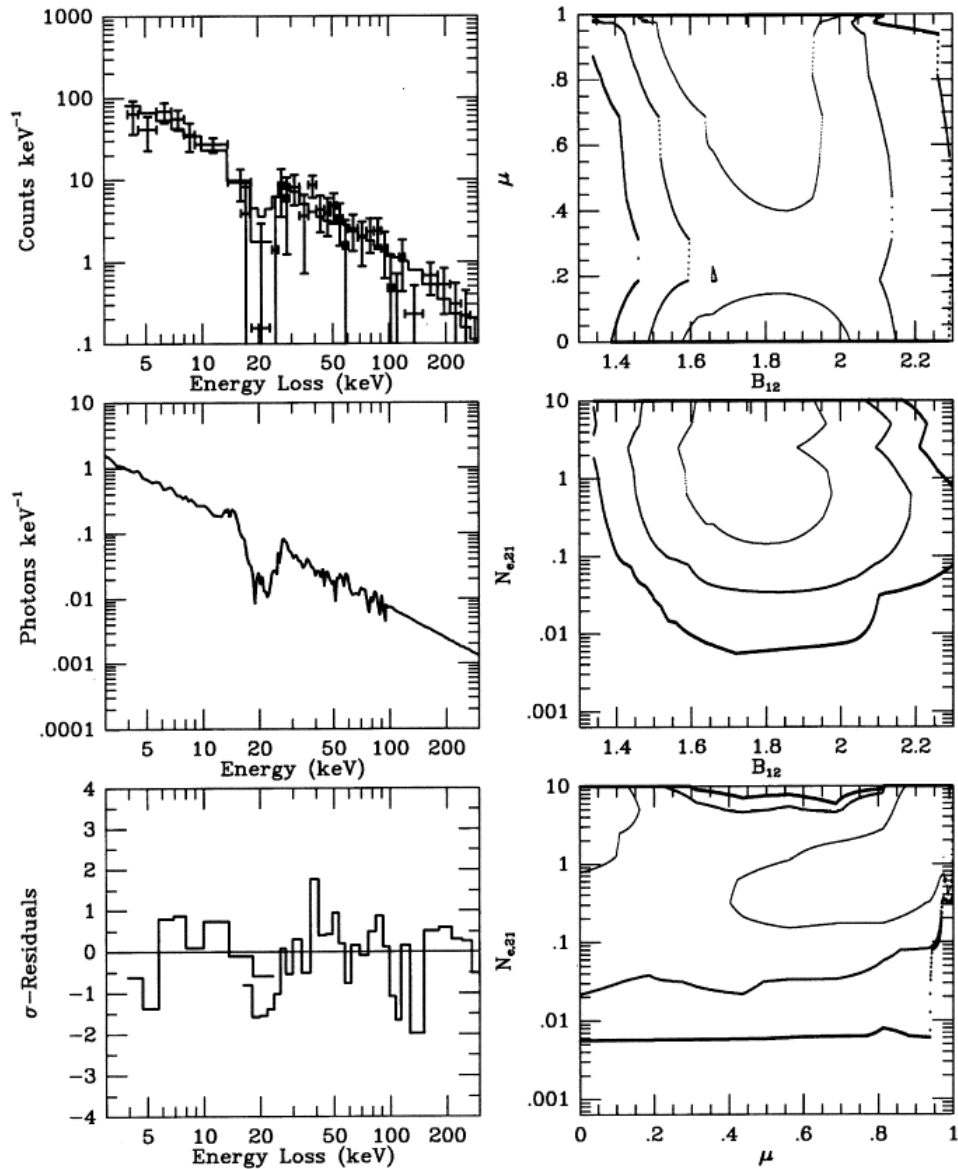 1000
100
10
1
.1
Counts keV⁻¹
5 10 20 50 100 200
Energy Loss (keV)
1
.8
.6
.4
.2
0
μ
1.4 1.6 1.8 2 2.2
B₁₂
10
1
.1
.01
.001
.0001
Photons keV⁻¹
5 10 20 50 100 200
Energy (keV)
10
1
.1
.01
.001
Nₑ,₂₁
1.4 1.6 1.8 2 2.2
B₁₂
4
3
2
1
0
-1
-2
-3
-4
σ-Residuals
5 10 20 50 100 200
Energy Loss (keV)
10
1
.1
.01
.001
Nₑ,₂₁
0 .2 .4 .6 .8 1
μ